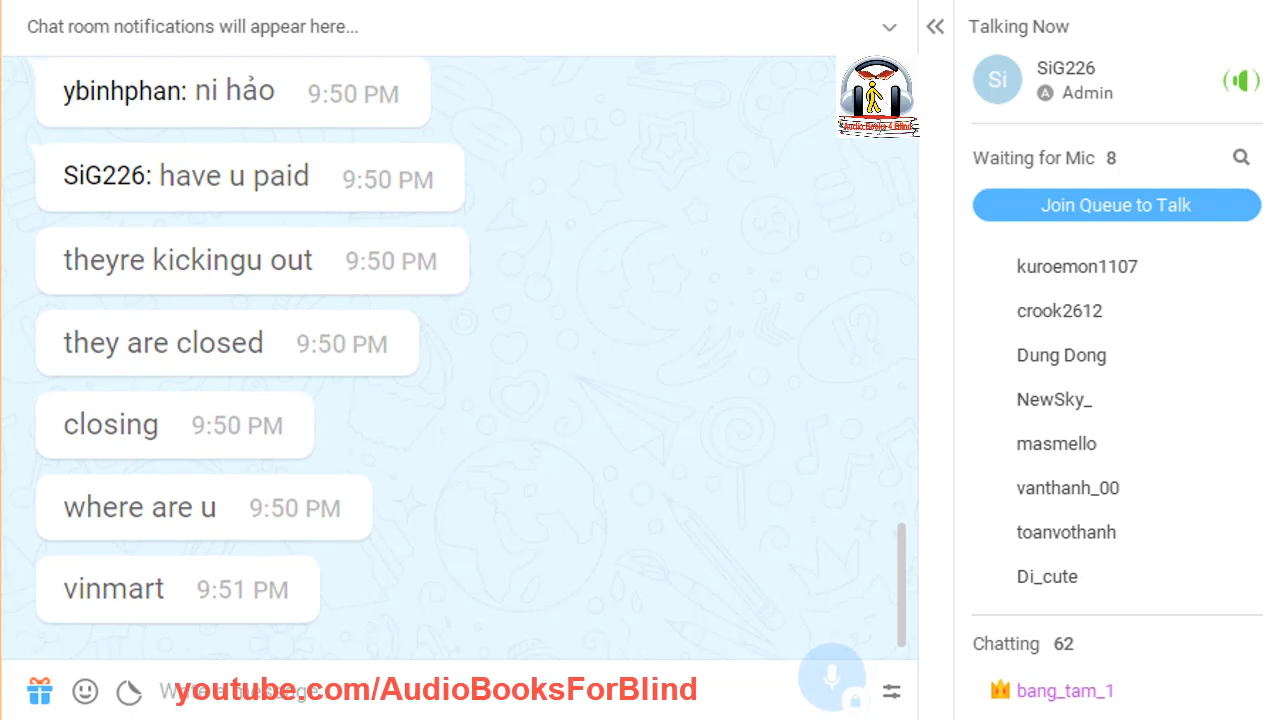 Chat room notifications will appear here...
ybinhphan: ni hảo 9:50 PM
SiG226: have u paid 9:50 PM
theyre kickingu out 9:50 PM
they are closed 9:50 PM
closing 9:50 PM
where are u 9:50 PM
vinmart 9:51 PM
Write a message...
youtube.com/AudioBooksForBlind
Talking Now
Si
SiG226
A Admin
Waiting for Mic 8
Join Queue to Talk
kuroemon1107
crook2612
Dung Dong
NewSky_
masmello
vanthanh_00
toanvothanh
Di_cute
Chatting 62
bang_tam_1